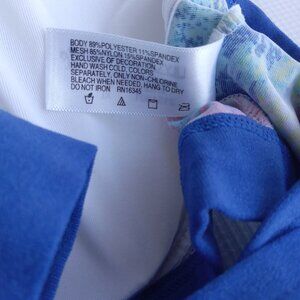 BODY 89%POLYESTER 11%SPANDEX
MESH 85%NYLON 15%SPANDEX
EXCLUSIVE OF DECORATION
HAND WASH COLD, COLORS
SEPARATELY, ONLY NON-CHLORINE
BLEACH WHEN NEEDED, HANG TO DRY
DO NOT IRON RN16345